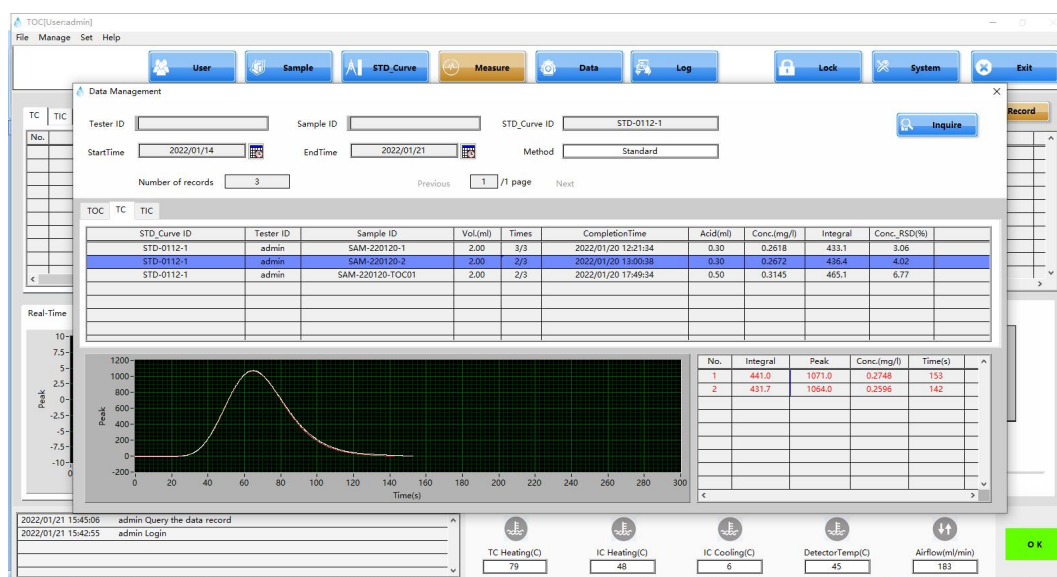 TOC[User:admin]
File Manage Set Help
User Sample STD_Curve Measure Data Log Lock System Exit
Data Management
TC TIC
Record
No.
Tester ID Sample ID STD_Curve ID STD-0112-1 Inquire
StartTime 2022/01/14 EndTime 2022/01/21 Method Standard
Number of records 3 Previous 1 /1 page Next
TOC TC TIC
STD_Curve ID Tester ID Sample ID Vol.(ml) Times CompletionTime Acid(ml) Conc.(mg/l) Integral Conc._RSD(%)
STD-0112-1 admin SAM-220120-1 2.00 3/3 2022/01/20 12:21:34 0.30 0.2618 433.1 3.06
STD-0112-1 admin SAM-220120-2 2.00 2/3 2022/01/20 13:00:38 0.30 0.2672 436.4 4.02
STD-0112-1 admin SAM-220120-TOC01 2.00 2/3 2022/01/20 17:49:34 0.50 0.3145 465.1 6.77
Real-Time
10
7.5
5
2.5
0
-2.5
-5
-7.5
-10
Peak
0
1200
1000
800
600
400
200
0
-200
Peak
0 20 40 60 80 100 120 140 160 180 200 220 240 260 280 300
Time(s)
No. Integral Peak Conc.(mg/l) Time(s)
1 441.0 1071.0 0.2748 153
2 431.7 1064.0 0.2596 142
2022/01/21 15:45:06 admin Query the data record
2022/01/21 15:42:55 admin Login
TC Heating(C) IC Heating(C) IC Cooling(C) DetectorTemp(C) Airflow(ml/min)
79 48 6 45 183
O K